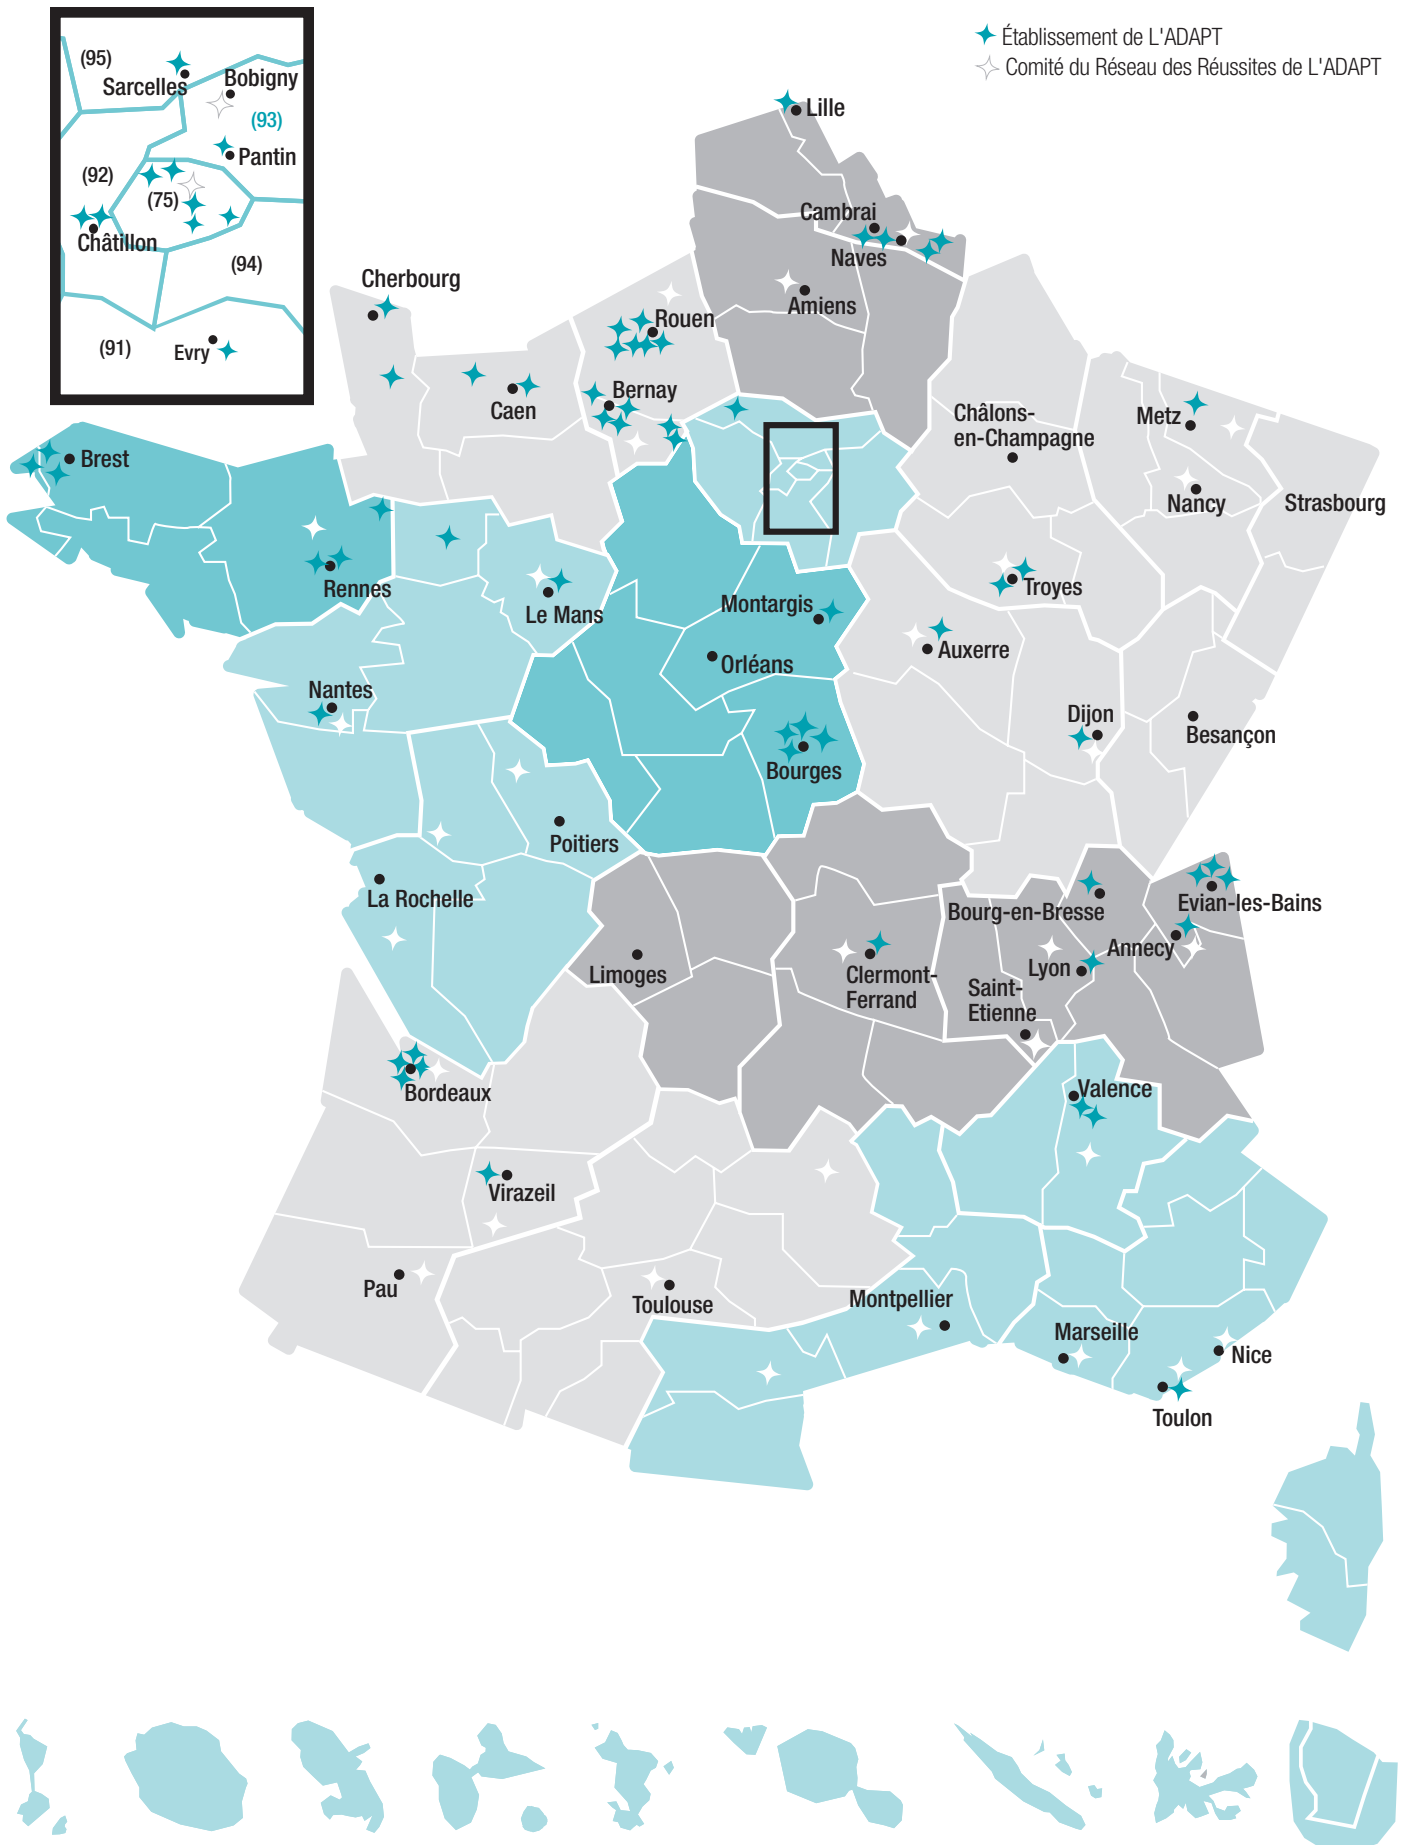 Établissement de L'ADAPT
Comité du Réseau des Réussites de L'ADAPT
(95)
Sarcelles
Bobigny
(93)
Pantin
(92)
(75)
Châtillon
(94)
(91)
Evry
Lille
Cambrai
Naves
Amiens
Cherbourg
Rouen
Caen
Bernay
Châlons-
en-Champagne
Metz
Nancy
Strasbourg
Brest
Rennes
Le Mans
Montargis
Troyes
Orléans
Auxerre
Nantes
Dijon
Besançon
Bourges
Poitiers
La Rochelle
Bourg-en-Bresse
Evian-les-Bains
Annecy
Limoges
Clermont-
Ferrand
Lyon
Saint-
Etienne
Bordeaux
Valence
Virazeil
Pau
Toulouse
Montpellier
Marseille
Nice
Toulon